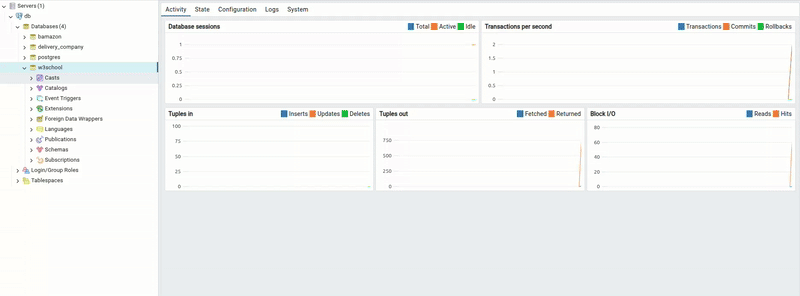 Servers (1)
db
Databases (4)
bamazon
delivery_company
postgres
w3school
Casts
Catalogs
Event Triggers
Extensions
Foreign Data Wrappers
Languages
Publications
Schemas
Subscriptions
Login/Group Roles
Tablespaces
Activity State Configuration Logs System
Database sessions Total Active Idle
1
0.75
0.5
0.25
0
Transactions per second Transactions Commits Rollbacks
2
1.5
1
0.5
0
Tuples in Inserts Updates Deletes
100
75
50
25
0
Tuples out Fetched Returned
750
500
250
0
Block I/O Reads Hits
80
60
40
20
0